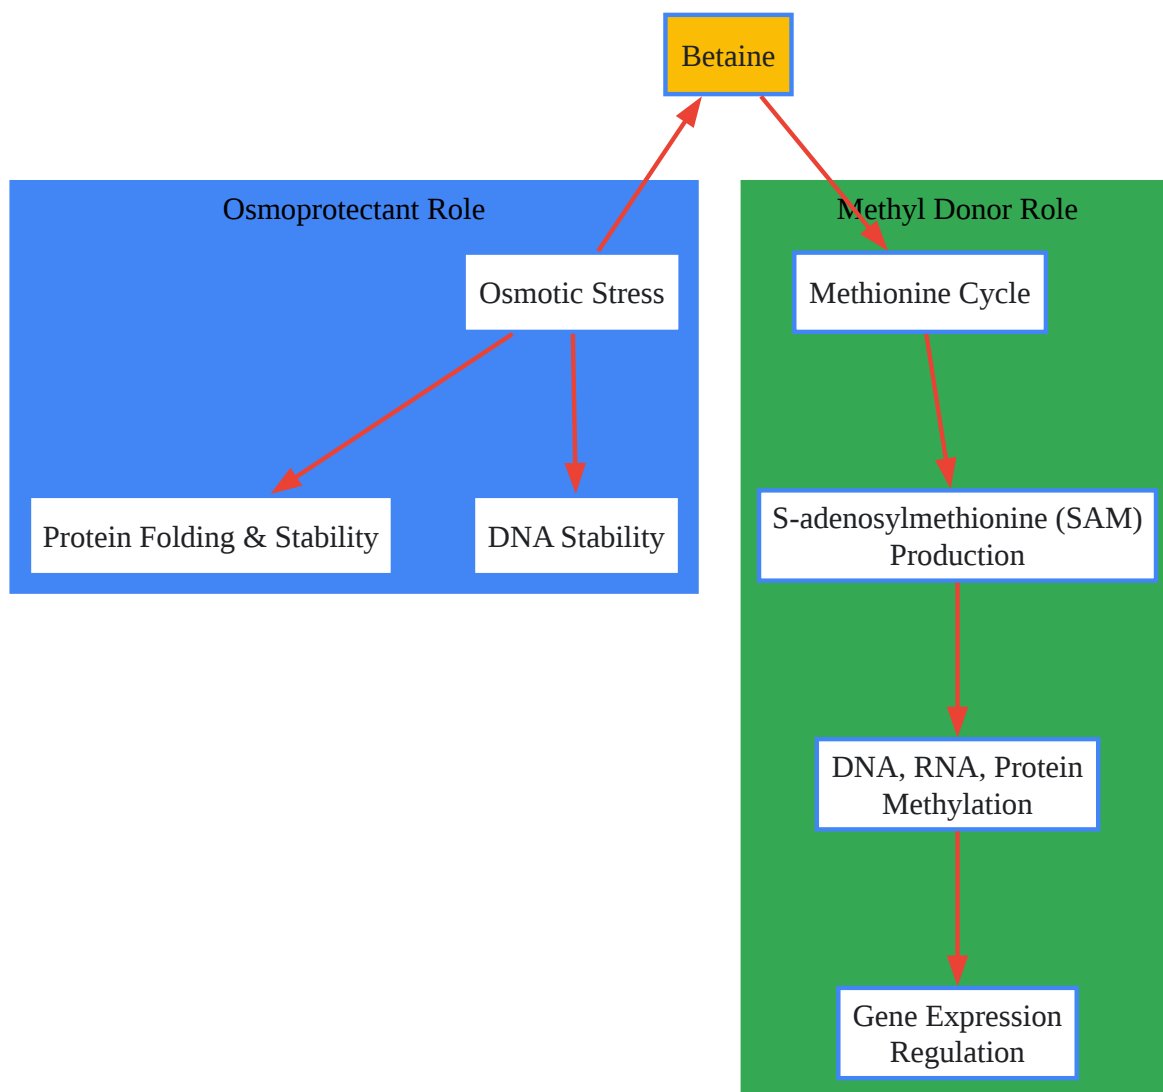 Betaine
Osmoprotectant Role
Methyl Donor Role
Osmotic Stress
Methionine Cycle
Protein Folding & Stability
DNA Stability
S-adenosylmethionine (SAM)
Production
DNA, RNA, Protein
Methylation
Gene Expression
Regulation